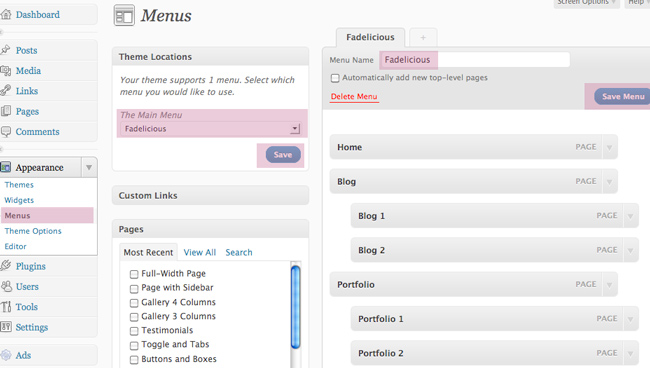 Dashboard
Posts
Media
Links
Pages
Comments
Appearance
Themes
Widgets
Menus
Theme Options
Editor
Plugins
Users
Tools
Settings
Ads
Menus
Screen Options
Help
Theme Locations
Your theme supports 1 menu. Select which
menu you would like to use.
The Main Menu
Fadelicious
Save
Custom Links
Pages
Most Recent View All Search
Full-Width Page
Page with Sidebar
Gallery 4 Columns
Gallery 3 Columns
Testimonials
Toggle and Tabs
Buttons and Boxes
Fadelicious +
Menu Name Fadelicious
Automatically add new top-level pages
Delete Menu Save Menu
Home PAGE
Blog PAGE
Blog 1 PAGE
Blog 2 PAGE
Portfolio PAGE
Portfolio 1 PAGE
Portfolio 2 PAGE